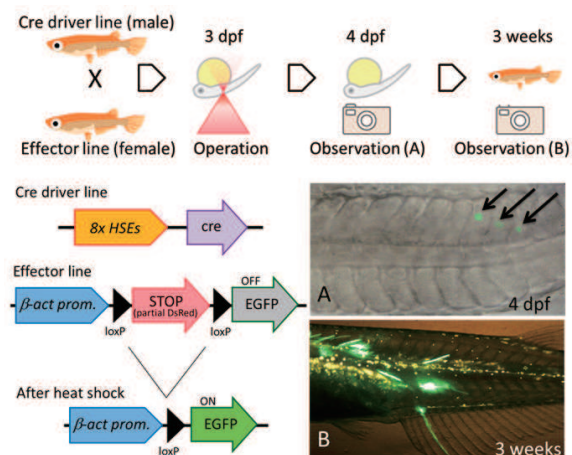 Cre driver line (male)
X
Effector line (female)
3 dpf
Operation
4 dpf
Observation (A)
3 weeks
Observation (B)
Cre driver line
8x HSEs
cre
Effector line
β-act prom.
loxP
STOP
(partial DsRed)
loxP
OFF
EGFP
After heat shock
β-act prom.
loxP
ON
EGFP
A
4 dpf
B
3 weeks